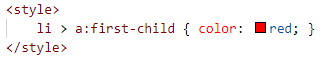 <style>
li > a:first-child { color: red; }
</style>